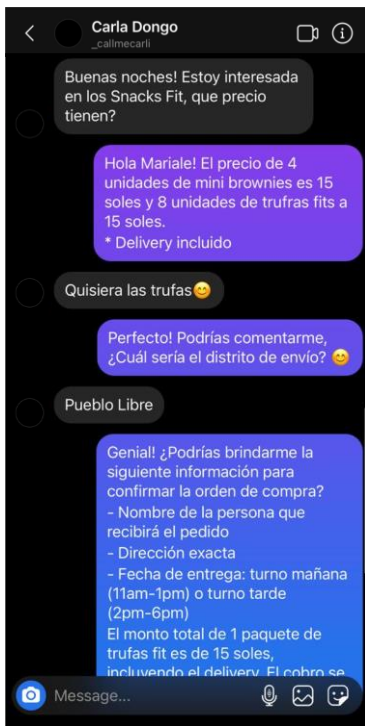 Carla Dongo
_callmecarli
Buenas noches! Estoy interesada
en los Snacks Fit, que precio
tienen?
Hola Mariale! El precio de 4
unidades de mini brownies es 15
soles y 8 unidades de trufras fits a
15 soles.
* Delivery incluido
Quisiera las trufas😊
Perfecto! Podrías comentarme,
¿Cuál sería el distrito de envío? 😊
Pueblo Libre
Genial! ¿Podrías brindarme la
siguiente información para
confirmar la orden de compra?
- Nombre de la persona que
recibirá el pedido
- Dirección exacta
- Fecha de entrega: turno mañana
(11am-1pm) o turno tarde
(2pm-6pm)
El monto total de 1 paquete de
trufas fit es de 15 soles,
incluyendo el delivery. El cobro se
Message...